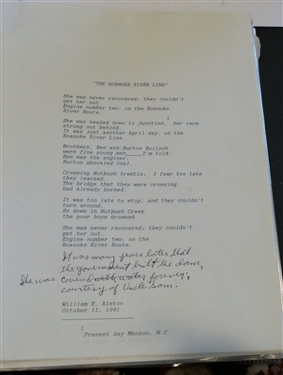 "THE ROANOKE RIVER LINE"
She was never recovered; they couldn't
get her out.
Engine number two: on the Roanoke
River Route.
She was headed down to Junction, her cars
strung out behind.
It was just another April day, on the
Roanoke River Line.
Brothers, Ben and Burton Bullock
were fine young men,____I'm told.
Ben was the engineer,
Burton shoveled coal.
Crossing Nutbush trestle. I fear too late
they learned.
The bridge that they were crossing
had already burned.
It was too late to stop, and they couldn't
turn around.
So down in Nutbush Creek
the poor boys drowned.
She was never recovered; they couldn't
get her out.
Engine number two: on the
Roanoke River Route.
It was many years later that
the government built the dam,
She was covered with water forever,
courtesy of Uncle Sam.
William E. Alston
October 11, 1991
1
Present day Manson, N.C.